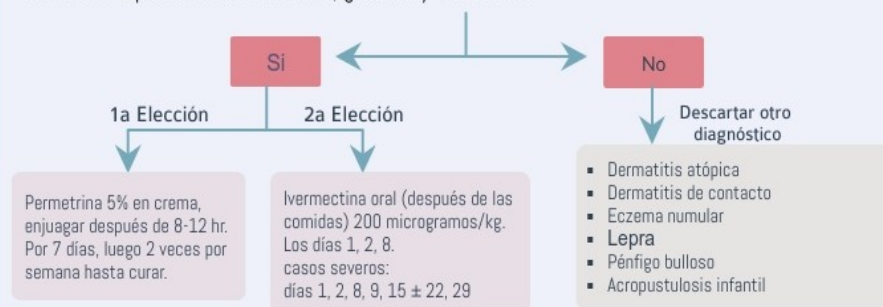 Si
No
1a Elección
2a Elección
Descartar otro
diagnóstico
Permetrina 5% en crema,
enjuagar después de 8-12 hr.
Por 7 días, luego 2 veces por
semana hasta curar.
Ivermectina oral (después de las
comidas) 200 microgramos/kg.
Los días 1, 2, 8.
casos severos:
días 1, 2, 8, 9, 15 ± 22, 29
▪ Dermatitis atópica
▪ Dermatitis de contacto
▪ Eczema numular
▪ Lepra
▪ Pénfigo bulloso
▪ Acropustulosis infantil